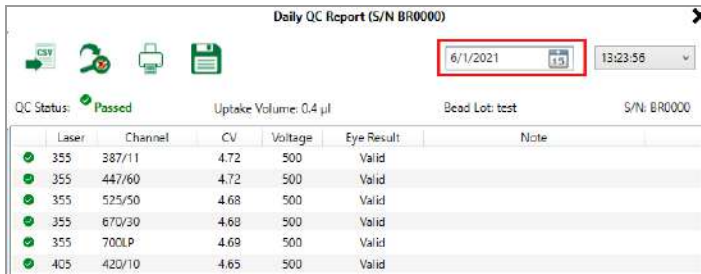 Daily QC Report (S/N BR0000)
CSV 6/1/2021 15 13:23:56
QC Status: Passed Uptake Volume: 0.4 µl Bead Lot: test S/N: BR0000
Laser Channel CV Voltage Eye Result Note
355 387/11 4.72 500 Valid
355 447/60 4.72 500 Valid
355 525/50 4.68 500 Valid
355 670/30 4.68 500 Valid
355 700LP 4.69 500 Valid
405 420/10 4.65 500 Valid